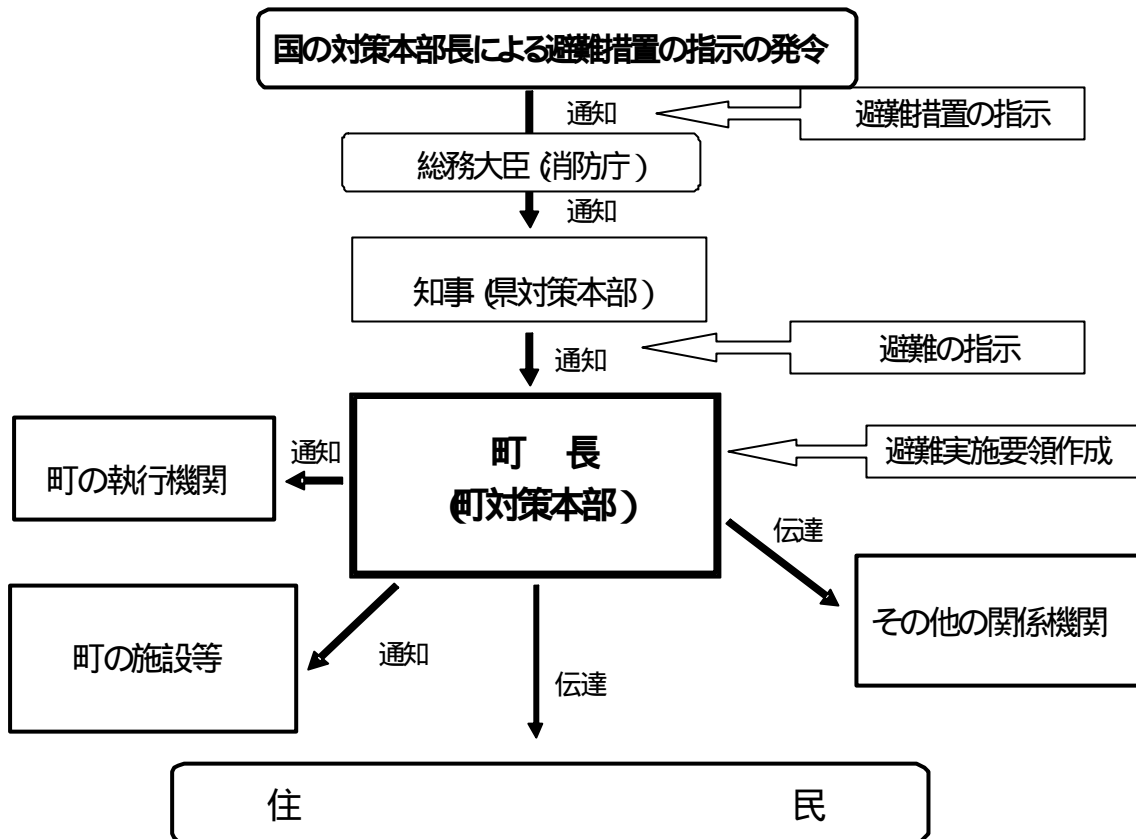 国の対策本部長による避難措置の指示の発令
通知
避難措置の指示
総務大臣(消防庁)
通知
知事(県対策本部)
通知
避難の指示
町 長
(町対策本部)
通知
町の執行機関
避難実施要領作成
伝達
その他の関係機関
町の施設等
通知
伝達
住 民